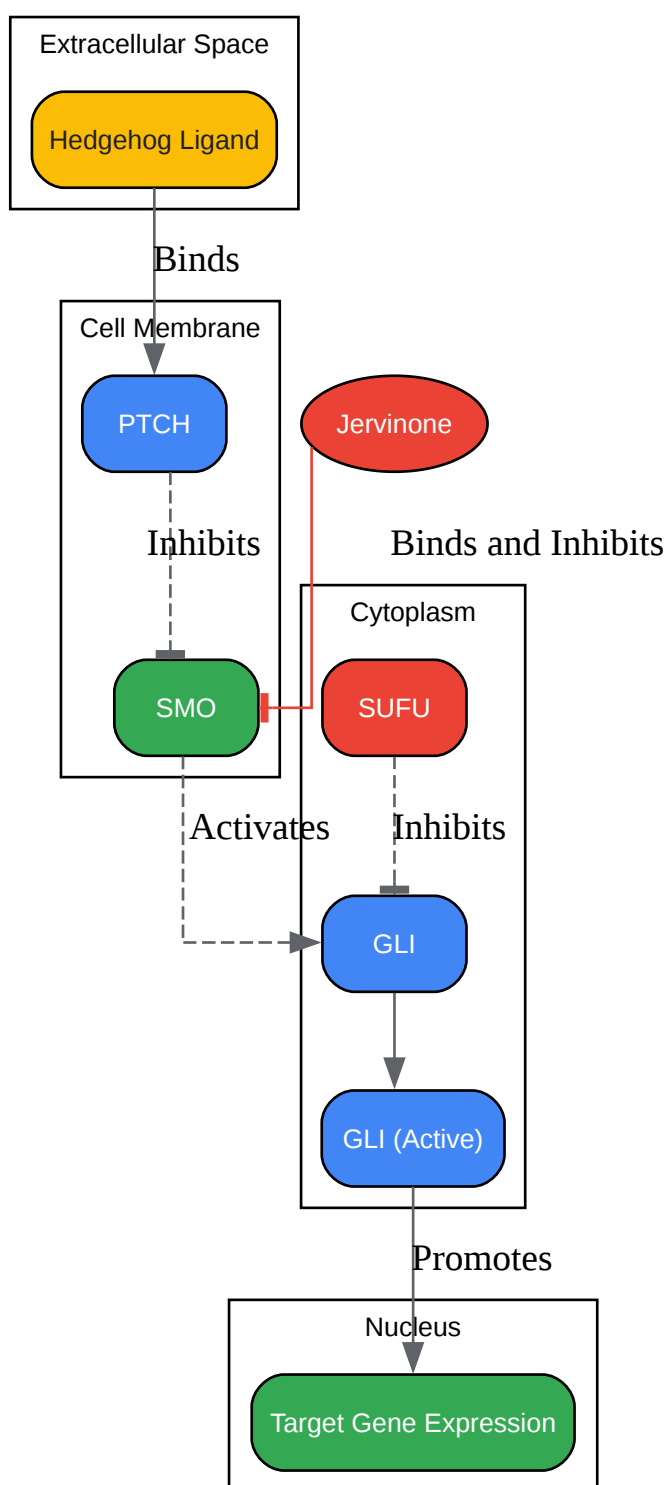 Extracellular Space
Hedgehog Ligand
Binds
Cell Membrane
PTCH
Jervinone
Inhibits
Binds and Inhibits
Cytoplasm
SMO
SUFU
Activates
Inhibits
GLI
GLI (Active)
Promotes
Nucleus
Target Gene Expression